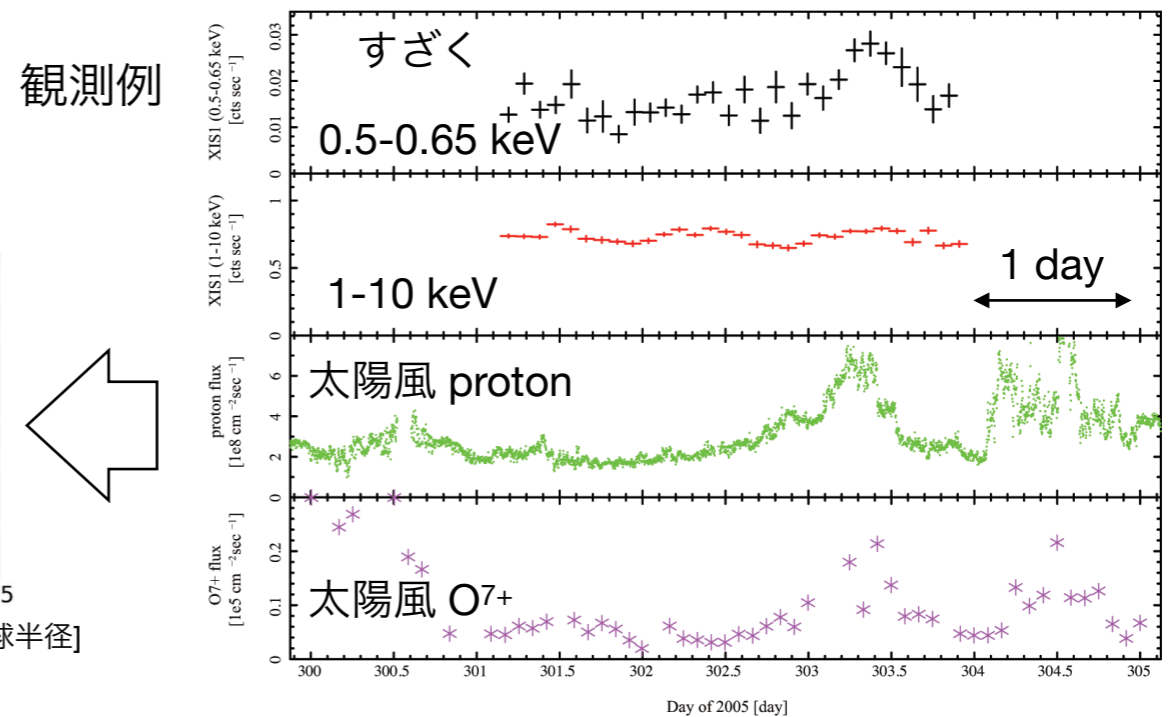 観測例
すざく
0.5-0.65 keV
XIS1 (0.5-0.65 keV)
[cts sec⁻¹]
0 0.01 0.02 0.03
1-10 keV
1 day
XIS1 (1-10 keV)
[cts sec⁻¹]
0 0.5 1
太陽風 proton
proton flux
[1e8 cm⁻²sec⁻¹]
0 2 4 6
太陽風 O⁷⁺
O7+ flux
[1e5 cm⁻²sec⁻¹]
0 0.1 0.2
5
球半径]
300 300.5 301 301.5 302 302.5 303 303.5 304 304.5 305
Day of 2005 [day]